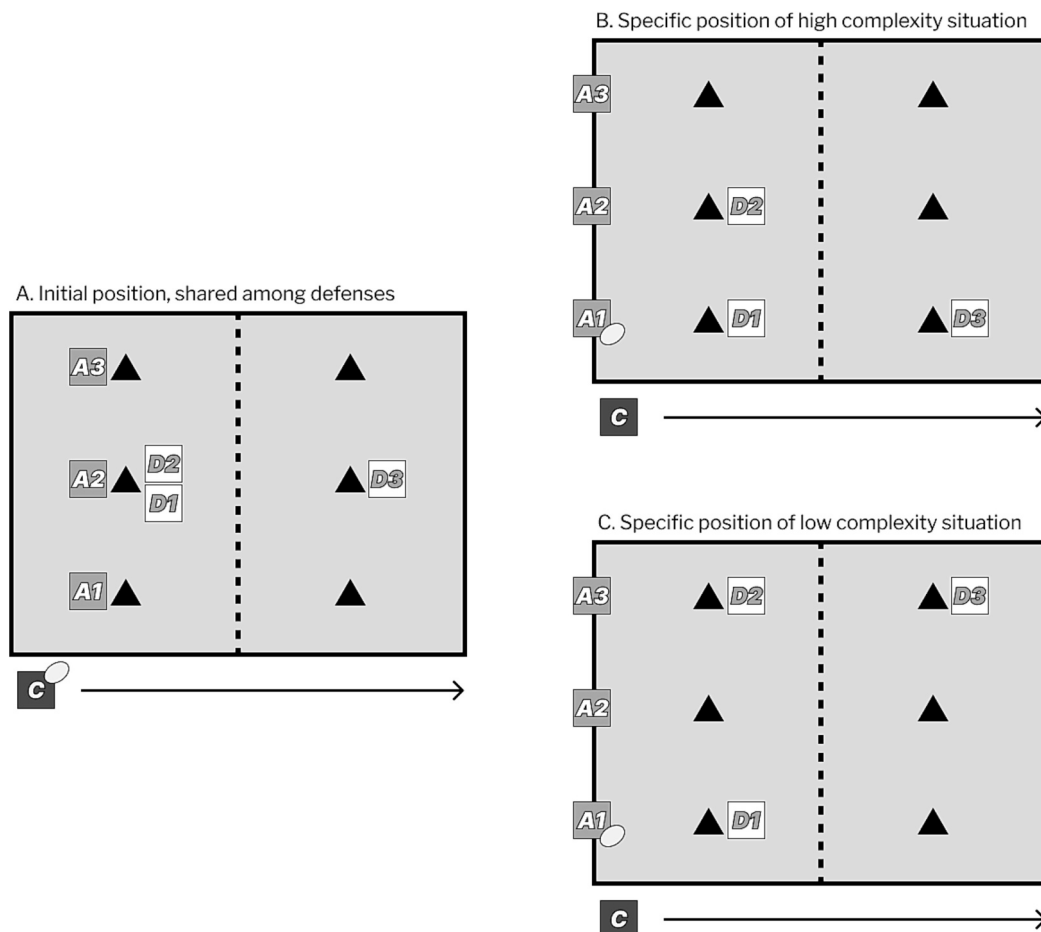 B. Specific position of high complexity situation
A3
A2
D2
A1
D1
D3
C
A. Initial position, shared among defenses
A3
A2
D2
D1
D3
A1
C
C. Specific position of low complexity situation
A3
D2
D3
A2
A1
D1
C